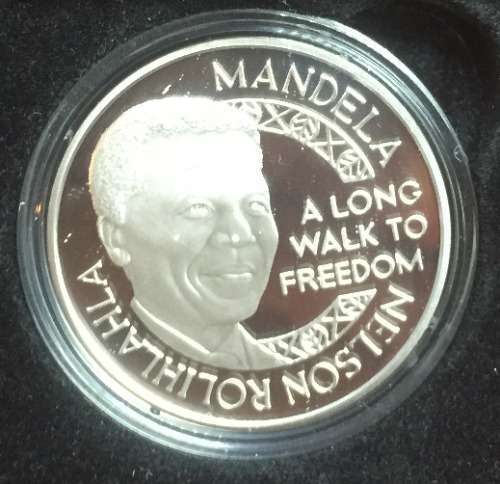 NELSON ROLIHLAHLA
MANDELA
A LONG
WALK TO
FREEDOM